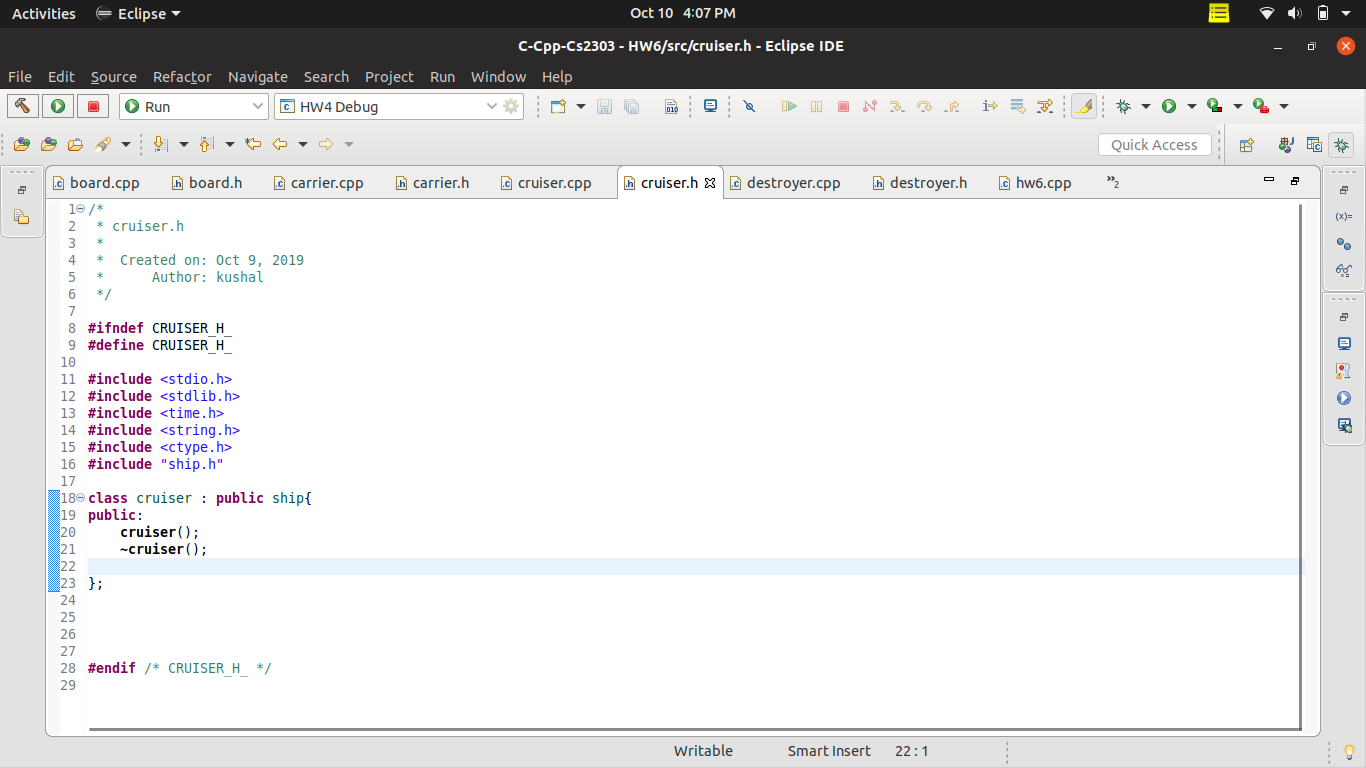 Activities Eclipse Oct 10 4:07 PM
C-Cpp-Cs2303 - HW6/src/cruiser.h - Eclipse IDE
File Edit Source Refactor Navigate Search Project Run Window Help
Run HW4 Debug
Quick Access
board.cpp board.h carrier.cpp carrier.h cruiser.cpp cruiser.h destroyer.cpp destroyer.h hw6.cpp »2
1 /*
2 * cruiser.h
3 *
4 * Created on: Oct 9, 2019
5 * Author: kushal
6 */
7
8 #ifndef CRUISER_H_
9 #define CRUISER_H_
10
11 #include <stdio.h>
12 #include <stdlib.h>
13 #include <time.h>
14 #include <string.h>
15 #include <ctype.h>
16 #include "ship.h"
17
18 class cruiser : public ship{
19 public:
20 cruiser();
21 ~cruiser();
22
23 };
24
25
26
27
28 #endif /* CRUISER_H_ */
29
Writable Smart Insert 22 : 1